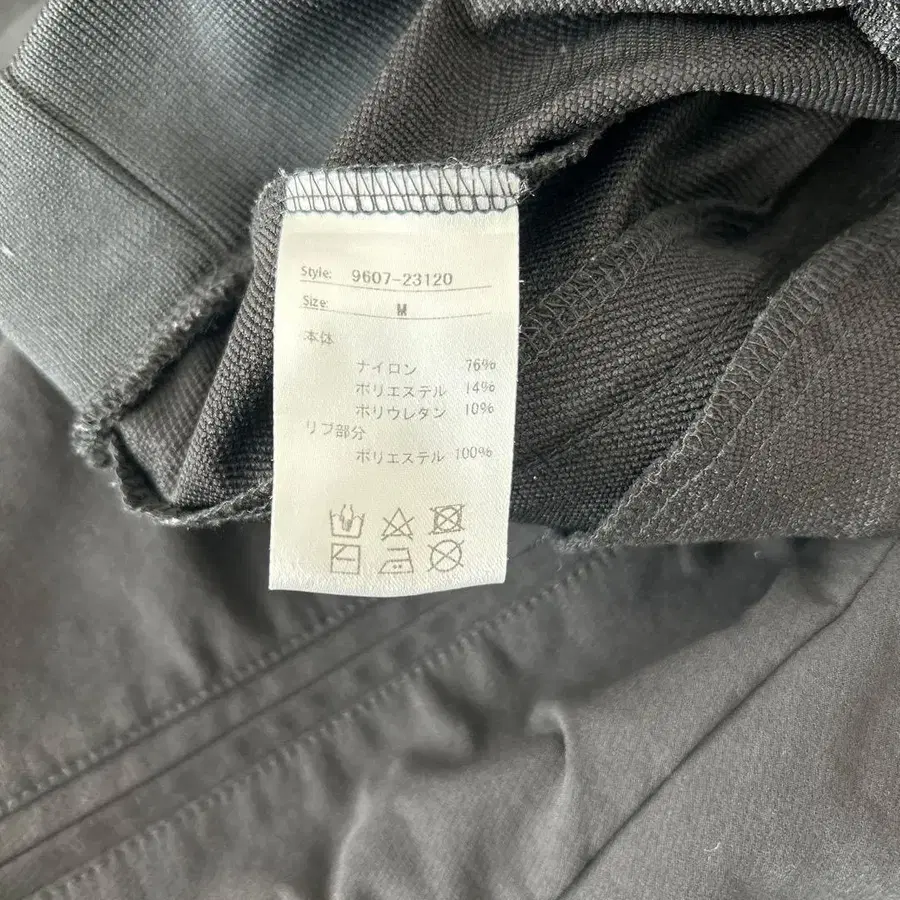 Style: 9607-23120
Size: M
本体
ナイロン 76%
ポリエステル 14%
ポリウレタン 10%
リブ部分
ポリエステル 100%